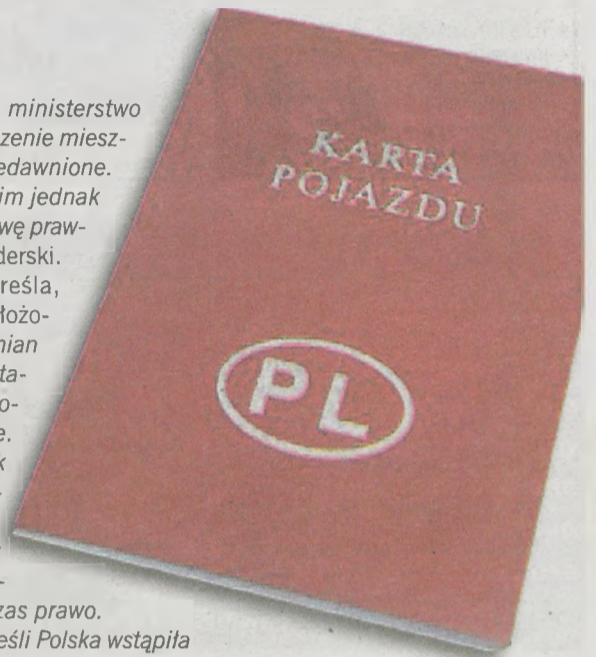 ministerstwo
zenie miesz-
edawnione.
im jednak
wę praw-
derski.
reśla,
łożo-
nian
ta-
o-
e.
k
-
zas prawo.
eśli Polska wstąpiła
KARTA
POJAZDU
PL